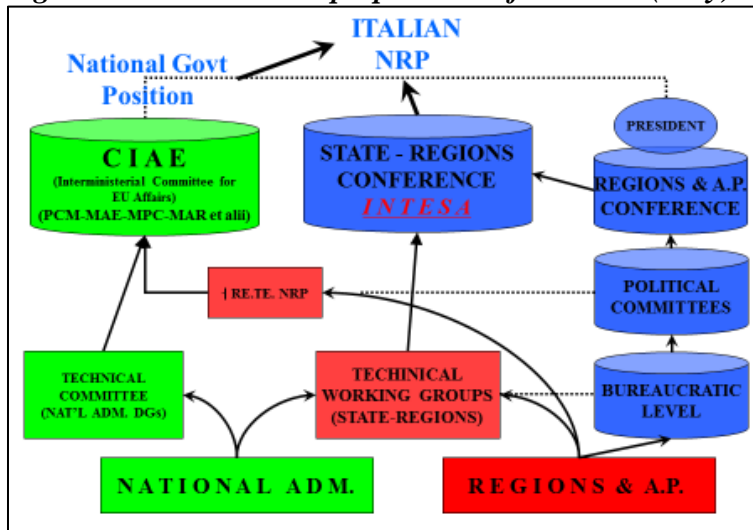 ITALIAN
NRP
National Govt
Position
PRESIDENT
C I A E
(Interministerial Committee for
EU Affairs)
(PCM-MAE-MPC-MAR et alii)
STATE - REGIONS
CONFERENCE
I N T E S A
REGIONS & A.P.
CONFERENCE
┤RE.TE. NRP
POLITICAL
COMMITTEES
TECHNICAL
COMMITTEE
(NAT'L ADM. DGs)
TECHINICAL
WORKING GROUPS
(STATE-REGIONS)
BUREAUCRATIC
LEVEL
N A T I O N A L A D M.
R E G I O N S & A.P.